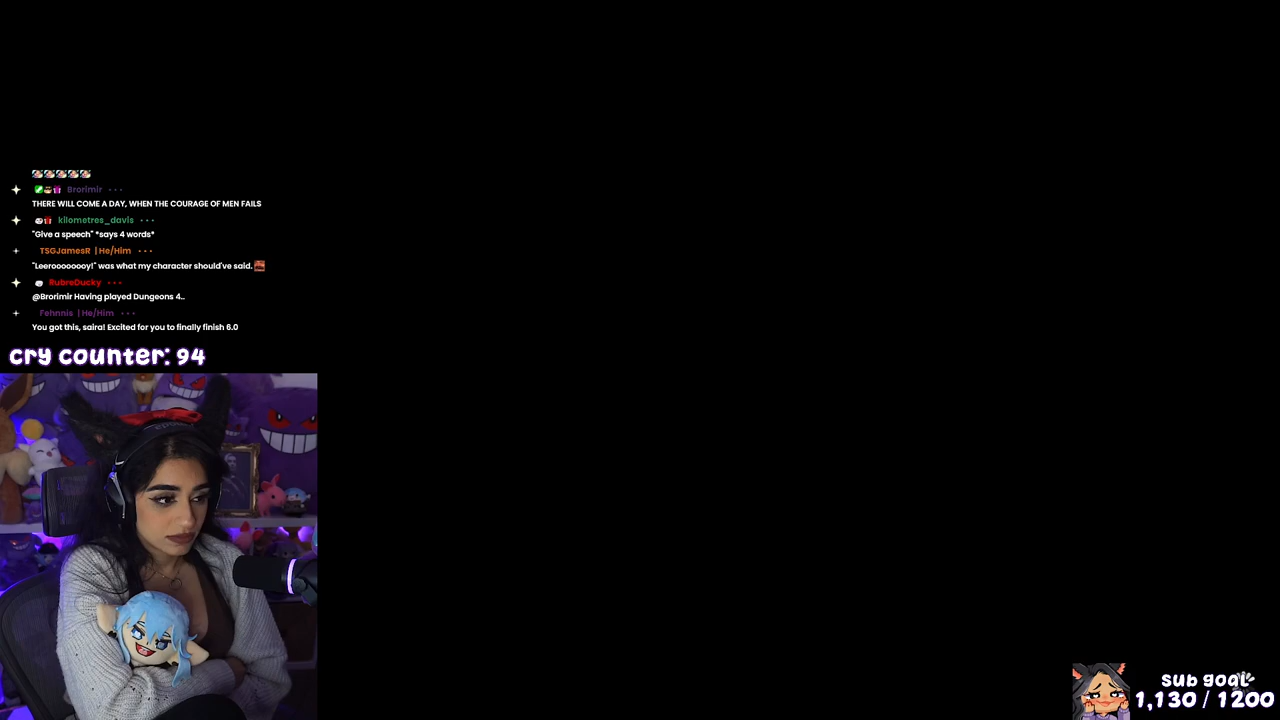 Brorimir
THERE WILL COME A DAY, WHEN THE COURAGE OF MEN FAILS
kilometres_davis
"Give a speech" *says 4 words*
TSGJamesR | He/Him
"Leeroooooooy!" was what my character should've said.
RubreDucky
@Brorimir Having played Dungeons 4..
Fehnnis | He/Him
You got this, saira! Excited for you to finally finish 6.0
cry counter: 94
sub goal
1,130 / 1200